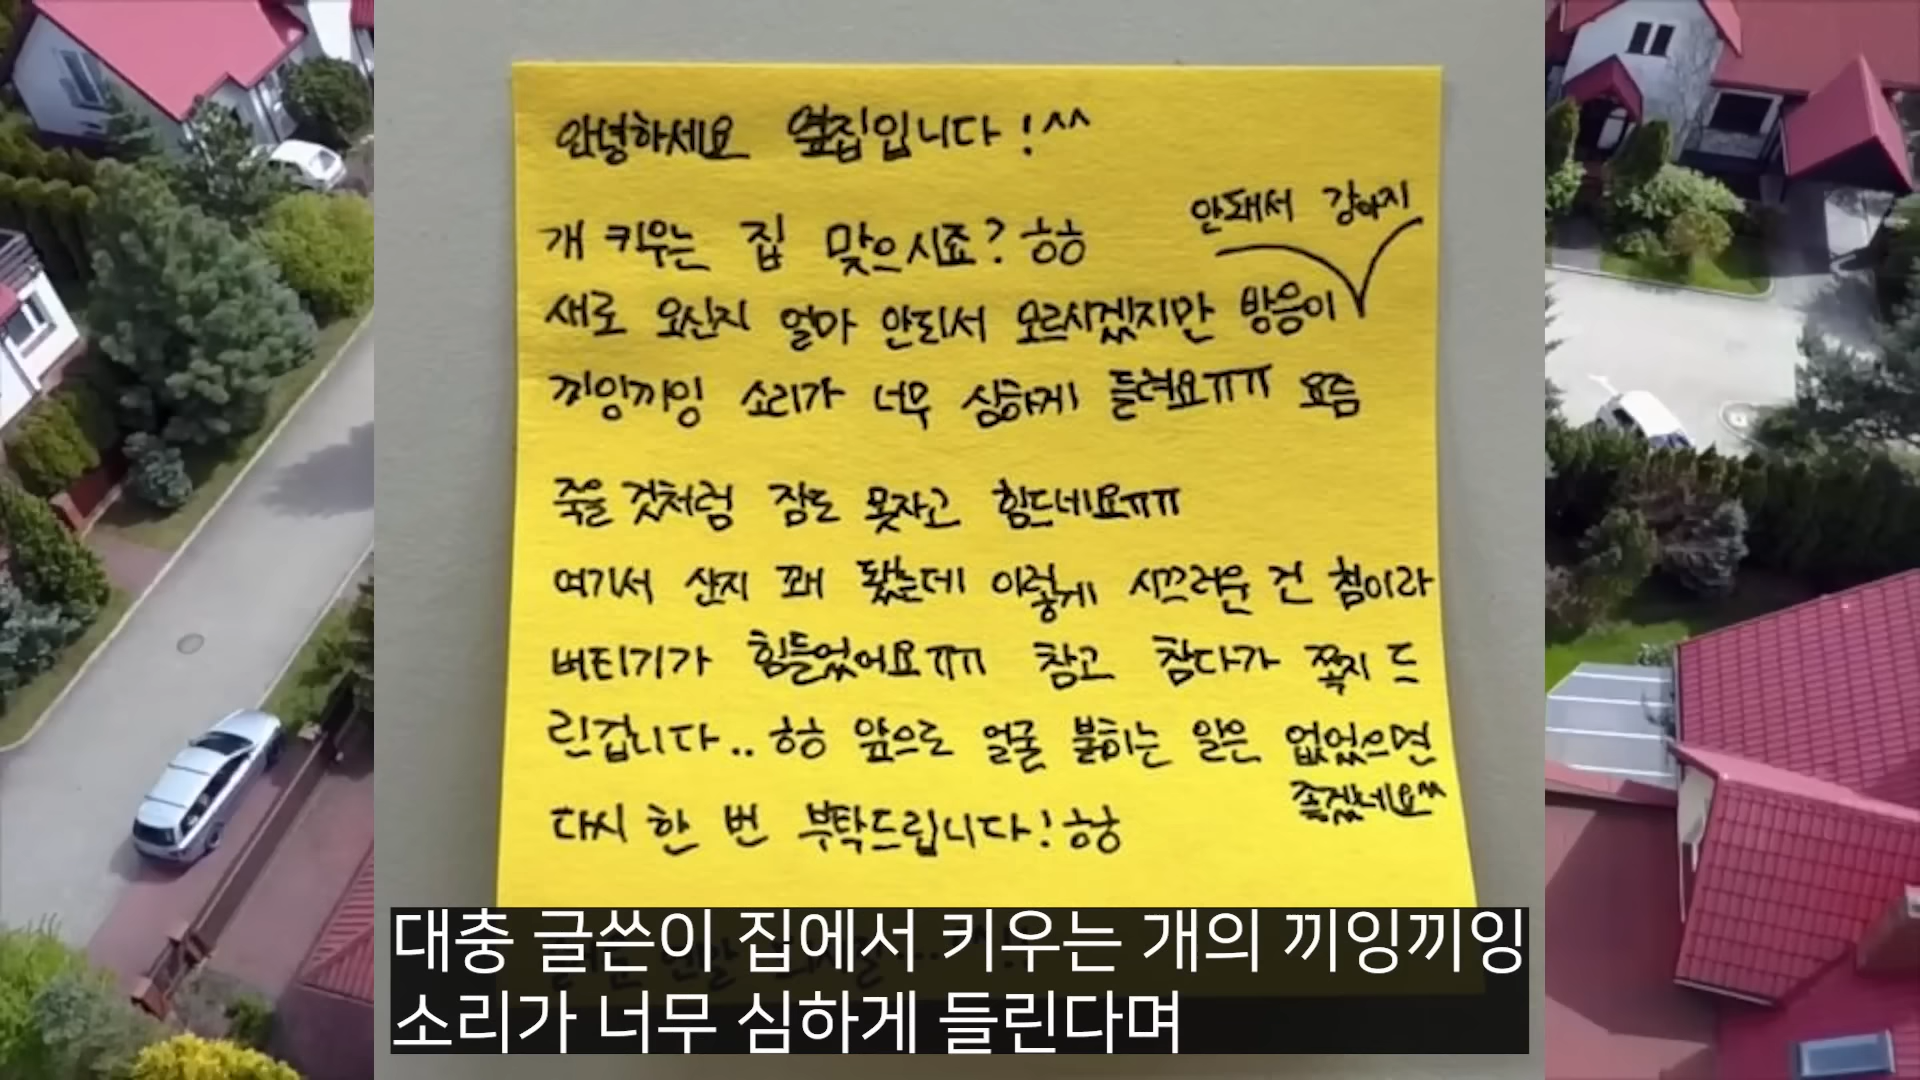 안녕하세요 옆집입니다!^^
개 키우는 집 맞으시죠? ㅎㅎ
안돼서 강아지
새로 오신지 얼마 안되서 모르시겠지만 방음이
끼잉끼잉 소리가 너무 심하게 들려요ㅠㅠ 요즘
죽을 것처럼 잠도 못자고 힘드네요ㅠㅠ
여기서 산지 꽤 됐는데 이렇게 시끄러운 건 첨이라
버티기가 힘들었어요ㅠㅠ 참고 참다가 쪽지 드
린겁니다.. ㅎㅎ 앞으로 얼굴 붉히는 일은 없었으면
좋겠네요^^
다시 한 번 부탁드립니다! ㅎㅎ
대충 글쓴이 집에서 키우는 개의 끼잉끼잉
소리가 너무 심하게 들린다며